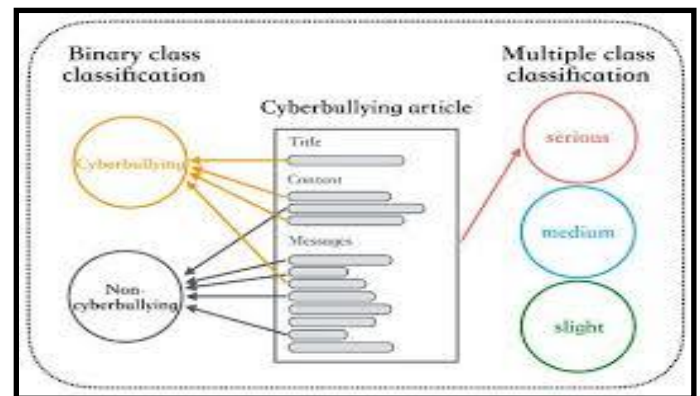 Binary class
classification
Multiple class
classification
Cyberbullying article
Title
Content
Messages
Cyberbullying
Non-
cyberbullying
serious
medium
slight